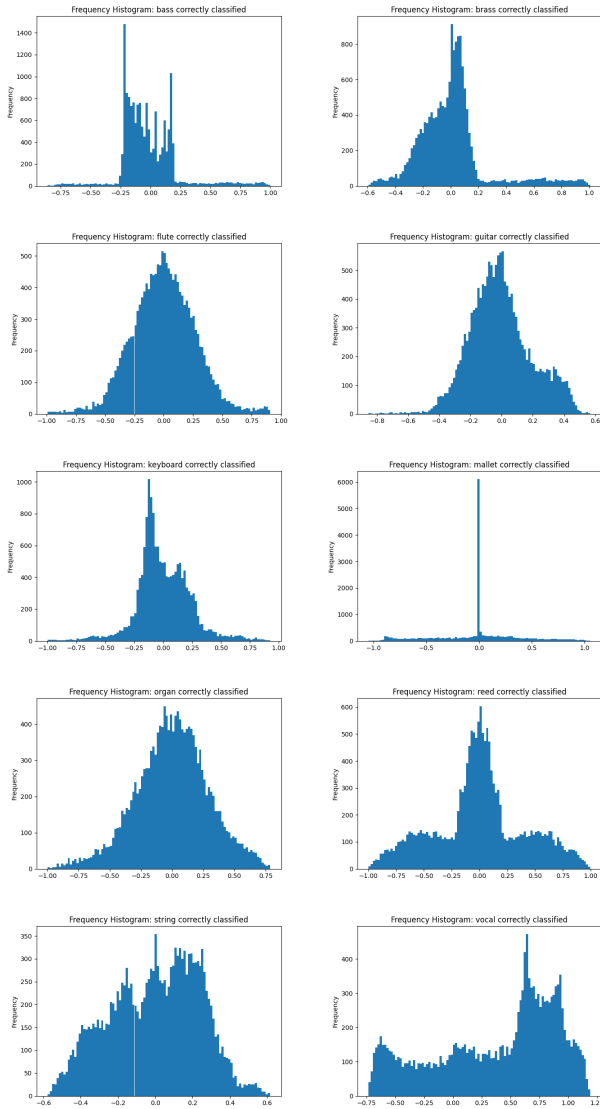 Frequency Histogram: bass correctly classified
Frequency
1400
1200
1000
800
600
400
200
0
−0.75 −0.50 −0.25 0.00 0.25 0.50 0.75 1.00
Frequency Histogram: brass correctly classified
Frequency
800
600
400
200
0
−0.6 −0.4 −0.2 0.0 0.2 0.4 0.6 0.8 1.0
Frequency Histogram: flute correctly classified
Frequency
500
400
300
200
100
0
−1.00 −0.75 −0.50 −0.25 0.00 0.25 0.50 0.75 1.00
Frequency Histogram: guitar correctly classified
Frequency
500
400
300
200
100
0
−0.8 −0.6 −0.4 −0.2 0.0 0.2 0.4 0.6
Frequency Histogram: keyboard correctly classified
Frequency
1000
800
600
400
200
0
−1.00 −0.75 −0.50 −0.25 0.00 0.25 0.50 0.75 1.00
Frequency Histogram: mallet correctly classified
Frequency
6000
5000
4000
3000
2000
1000
0
−1.0 −0.5 0.0 0.5 1.0
Frequency Histogram: organ correctly classified
Frequency
400
300
200
100
0
−1.00 −0.75 −0.50 −0.25 0.00 0.25 0.50 0.75
Frequency Histogram: reed correctly classified
Frequency
600
500
400
300
200
100
0
−1.00 −0.75 −0.50 −0.25 0.00 0.25 0.50 0.75 1.00
Frequency Histogram: string correctly classified
Frequency
350
300
250
200
150
100
50
0
−0.6 −0.4 −0.2 0.0 0.2 0.4 0.6
Frequency Histogram: vocal correctly classified
Frequency
400
300
200
100
0
−0.75 −0.50 −0.25 0.00 0.25 0.50 0.75 1.00